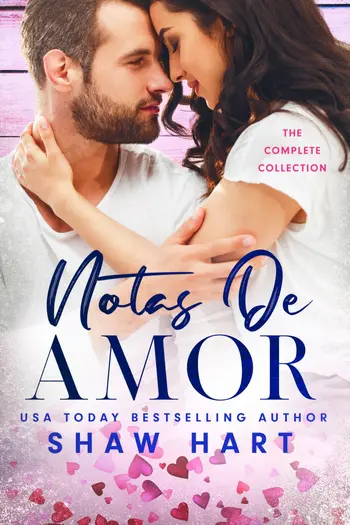 THE
COMPLETE
COLLECTION
Notas De
AMOR
USA TODAY BESTSELLING AUTHOR
SHAW HART